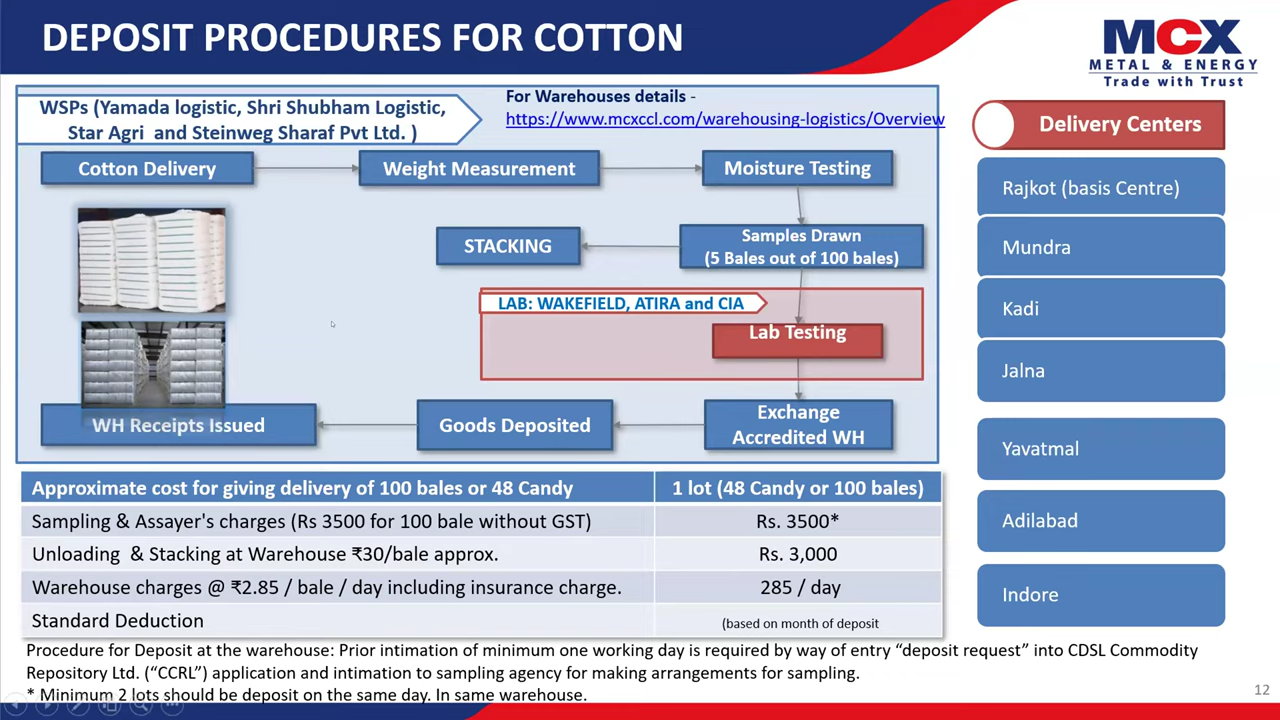 DEPOSIT PROCEDURES FOR COTTON
MCX
METAL & ENERGY
Trade with Trust
WSPs (Yamada logistic, Shri Shubham Logistic,
Star Agri and Steinweg Sharaf Pvt Ltd. )
For Warehouses details -
https://www.mcxccl.com/warehousing-logistics/Overview
Cotton Delivery
Weight Measurement
Moisture Testing
STACKING
Samples Drawn
(5 Bales out of 100 bales)
LAB: WAKEFIELD, ATIRA and CIA
Lab Testing
WH Receipts Issued
Goods Deposited
Exchange
Accredited WH
Delivery Centers
Rajkot (basis Centre)
Mundra
Kadi
Jalna
Yavatmal
Adilabad
Indore
Approximate cost for giving delivery of 100 bales or 48 Candy
1 lot (48 Candy or 100 bales)
Sampling & Assayer's charges (Rs 3500 for 100 bale without GST)
Rs. 3500*
Unloading & Stacking at Warehouse ₹30/bale approx.
Rs. 3,000
Warehouse charges @ ₹2.85 / bale / day including insurance charge.
285 / day
Standard Deduction
(based on month of deposit
Procedure for Deposit at the warehouse: Prior intimation of minimum one working day is required by way of entry “deposit request” into CDSL Commodity
Repository Ltd. (“CCRL”) application and intimation to sampling agency for making arrangements for sampling.
* Minimum 2 lots should be deposit on the same day. In same warehouse.
12